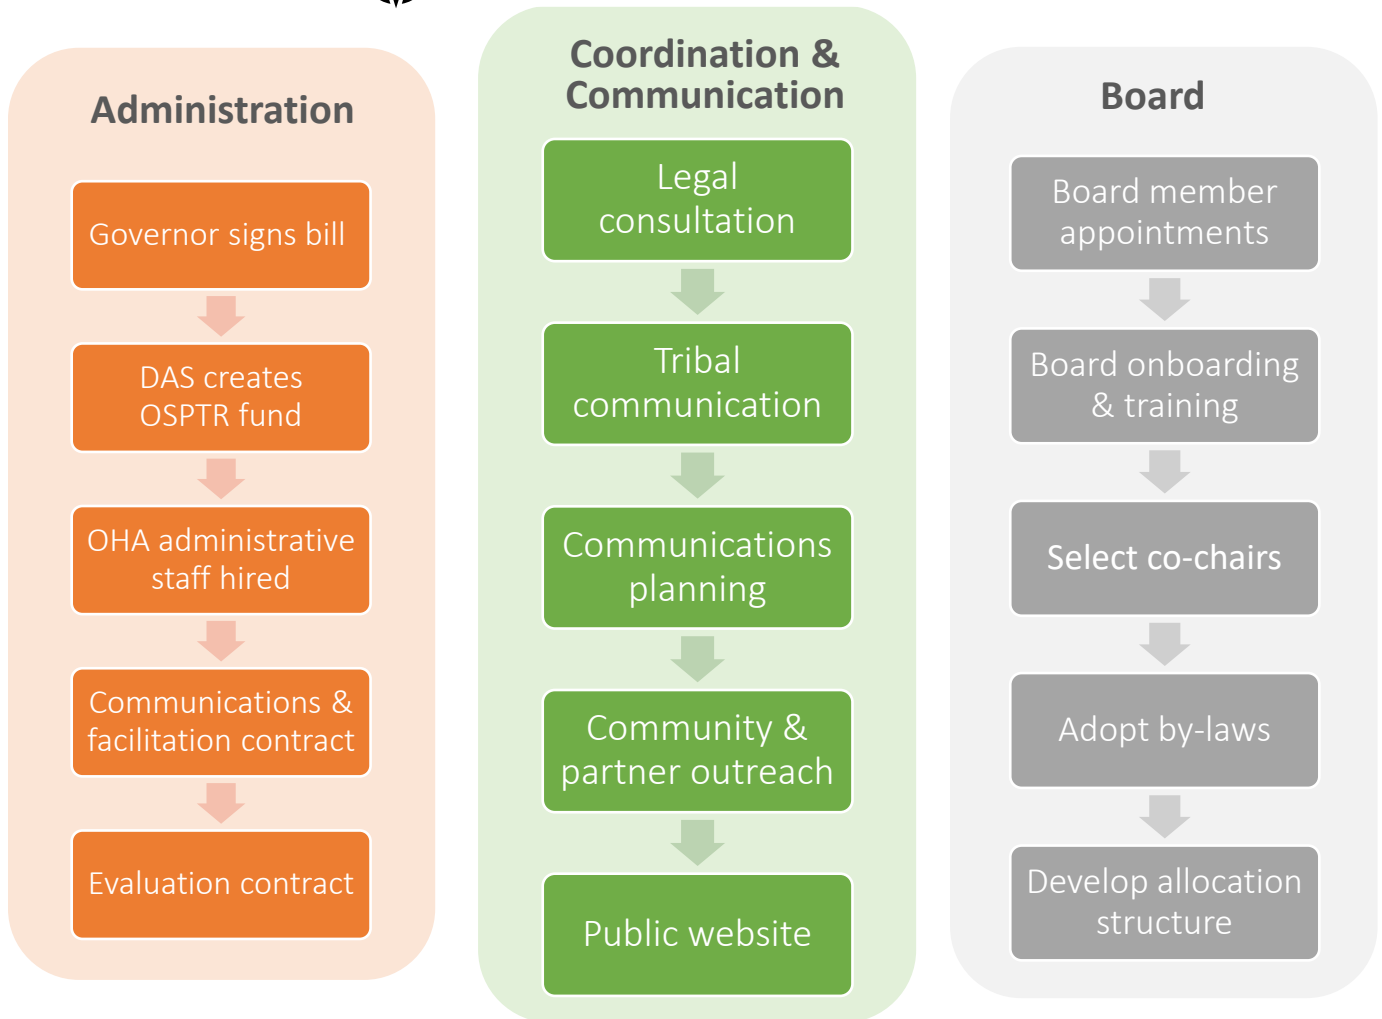 Administration
Governor signs bill
DAS creates
OSPTR fund
OHA administrative
staff hired
Communications &
facilitation contract
Evaluation contract
Coordination &
Communication
Legal
consultation
Tribal
communication
Communications
planning
Community &
partner outreach
Public website
Board
Board member
appointments
Board onboarding
& training
Select co-chairs
Adopt by-laws
Develop allocation
structure